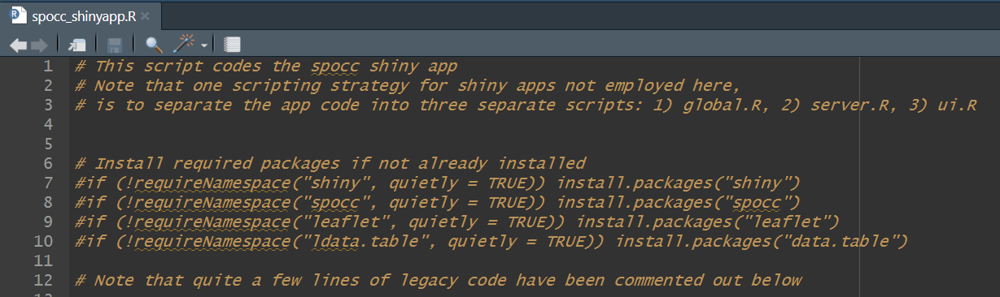 spocc_shinyapp.R
1 # This script codes the spocc shiny app
2 # Note that one scripting strategy for shiny apps not employed here,
3 # is to separate the app code into three separate scripts: 1) global.R, 2) server.R, 3) ui.R
4
5
6 # Install required packages if not already installed
7 #if (!requireNamespace("shiny", quietly = TRUE)) install.packages("shiny")
8 #if (!requireNamespace("spocc", quietly = TRUE)) install.packages("spocc")
9 #if (!requireNamespace("leaflet", quietly = TRUE)) install.packages("leaflet")
10 #if (!requireNamespace("ldata.table", quietly = TRUE)) install.packages("data.table")
11
12 # Note that quite a few lines of legacy code have been commented out below